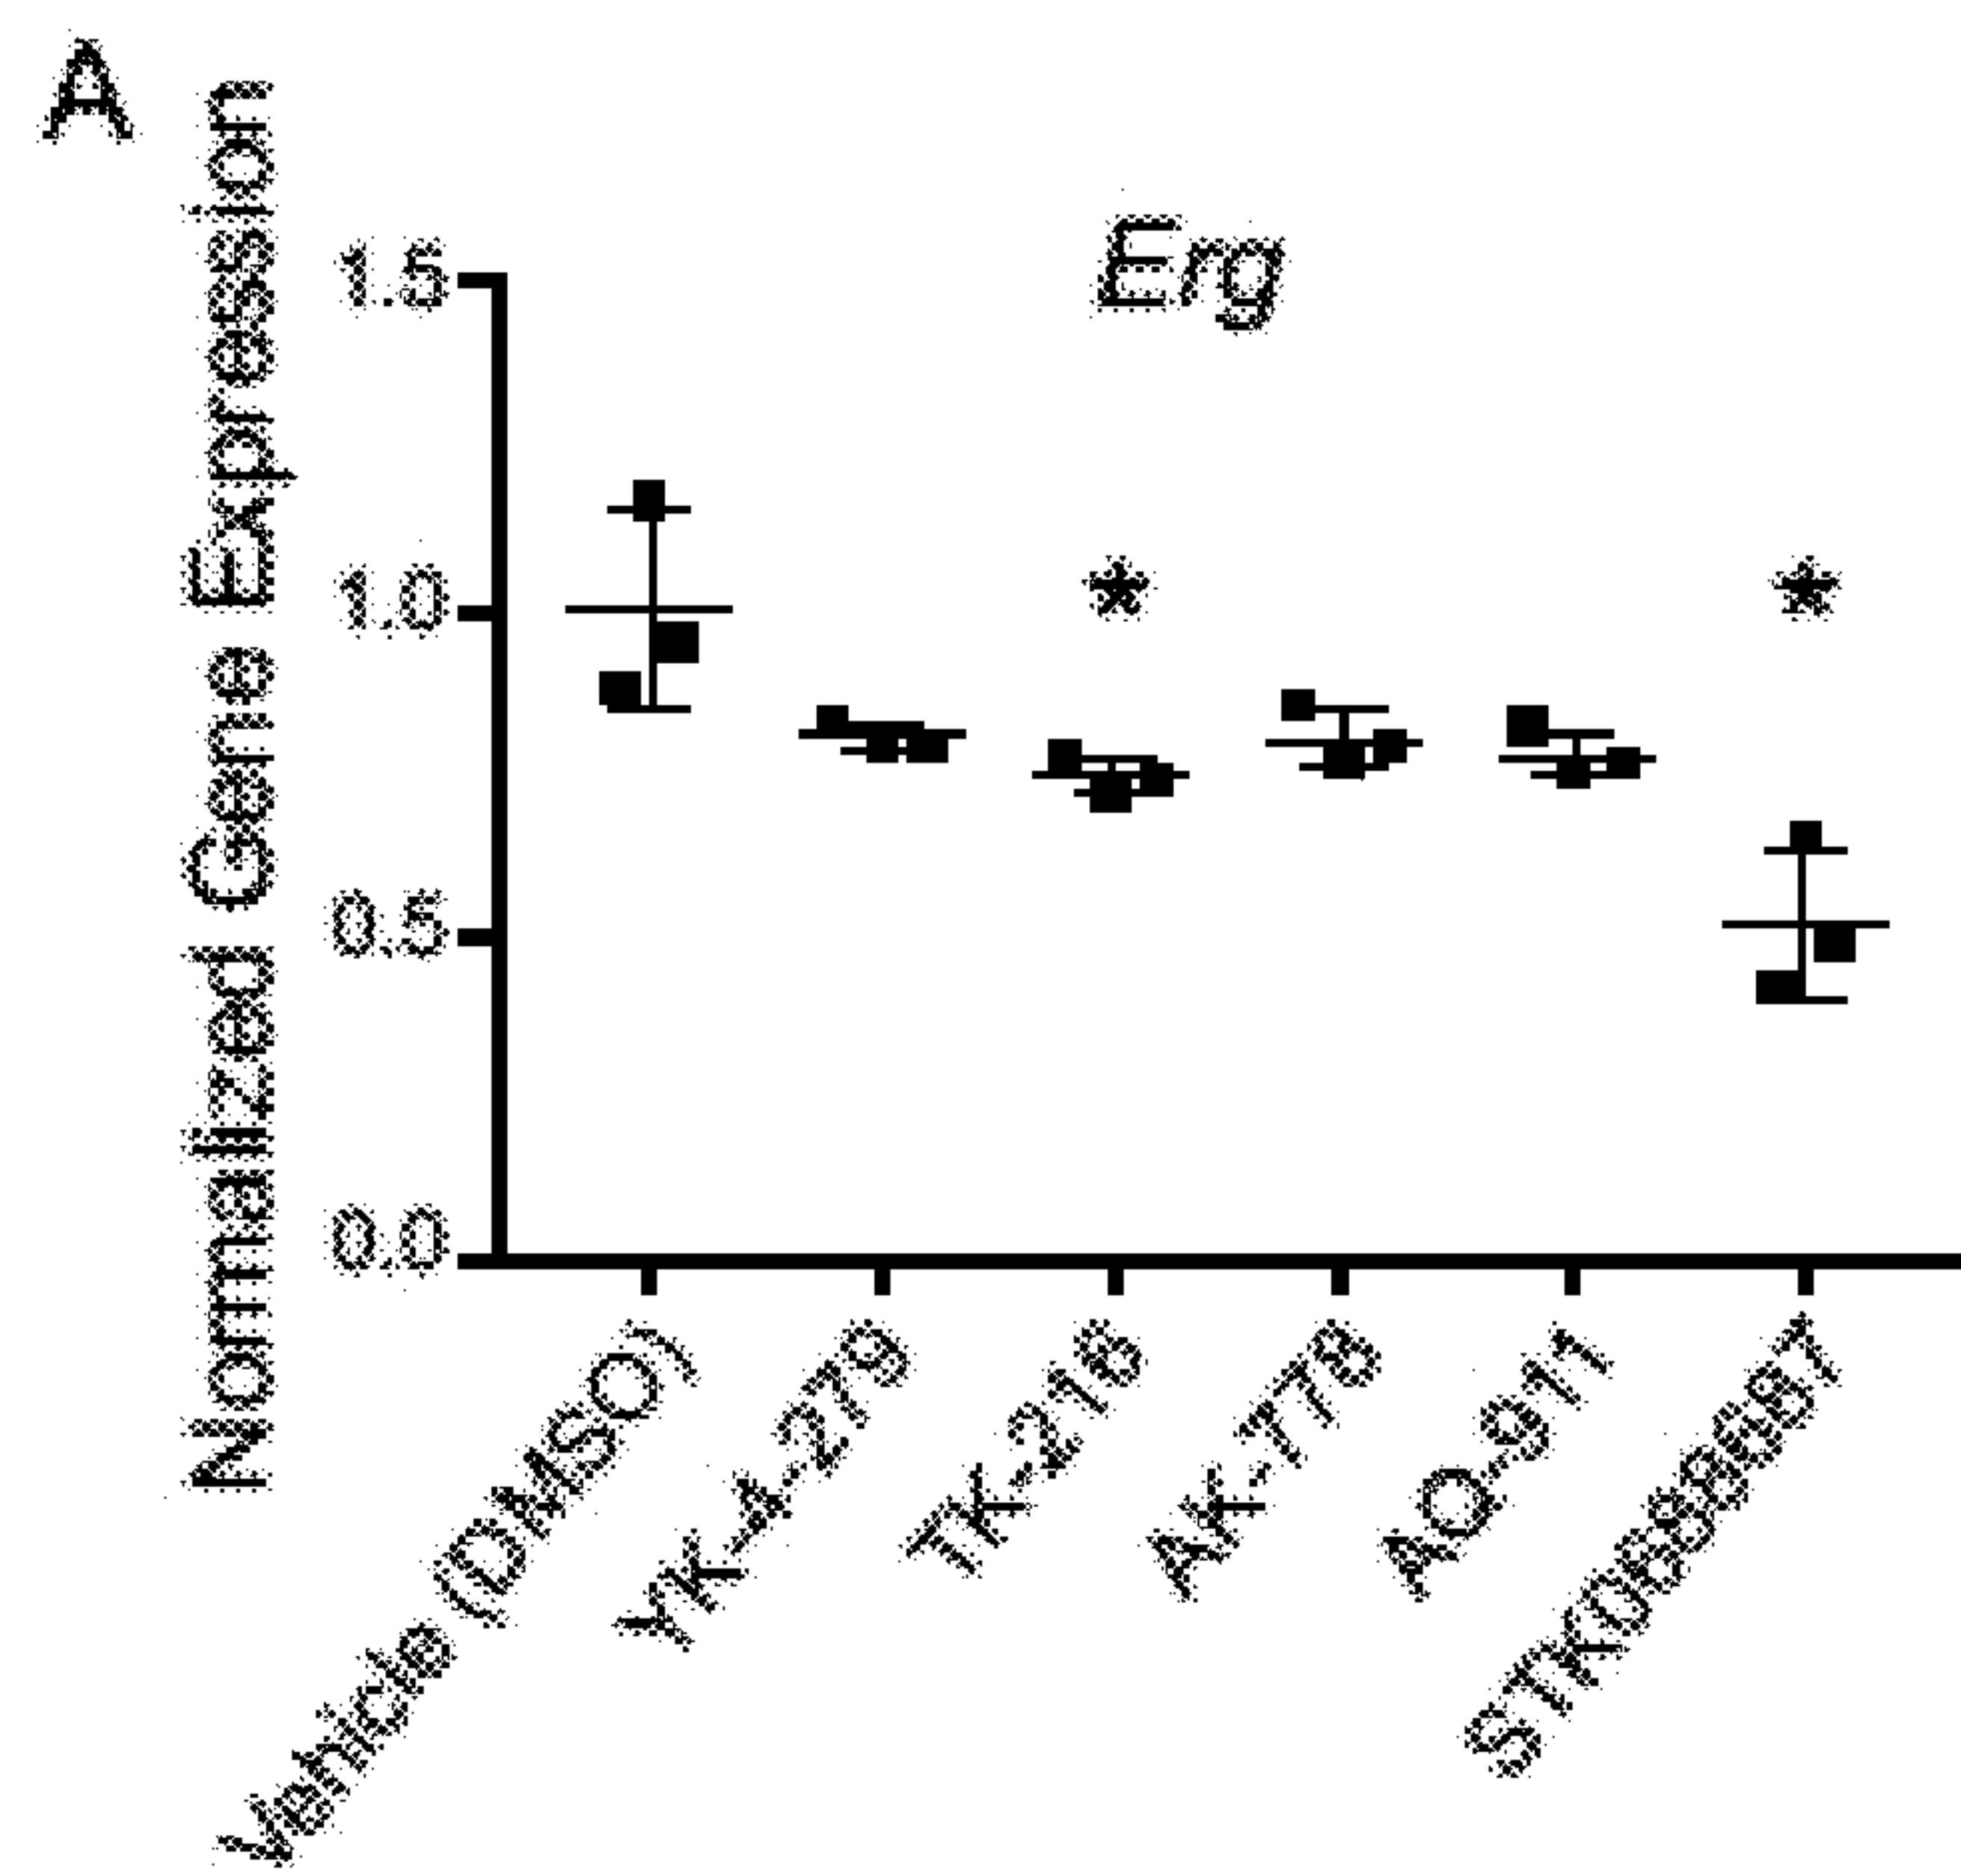 A
Normalized Gene Expression
Erg
1.5
1.0
0.5
0.0
*
*
Vehicle (DMSO)
YK-4-279
TK-216
AK-778
AO-911